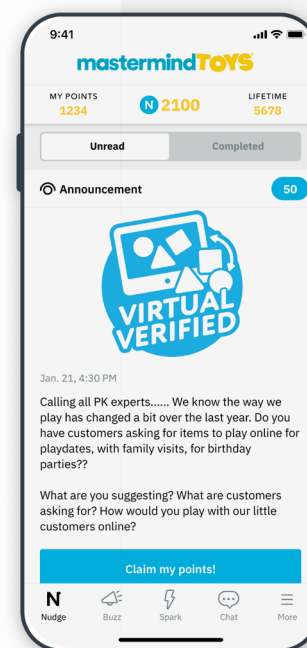 9:41
mastermind TOYS
MY POINTS
1234
N 2100
LIFETIME
5678
Unread
Completed
Announcement
50
VIRTUAL
VERIFIED
Jan. 21, 4:30 PM
Calling all PK experts...... We know the way we
play has changed a bit over the last year. Do you
have customers asking for items to play online for
playdates, with family visits, for birthday
parties??
What are you suggesting? What are customers
asking for? How would you play with our little
customers online?
Claim my points!
N
Nudge
Buzz
Spark
Chat
More